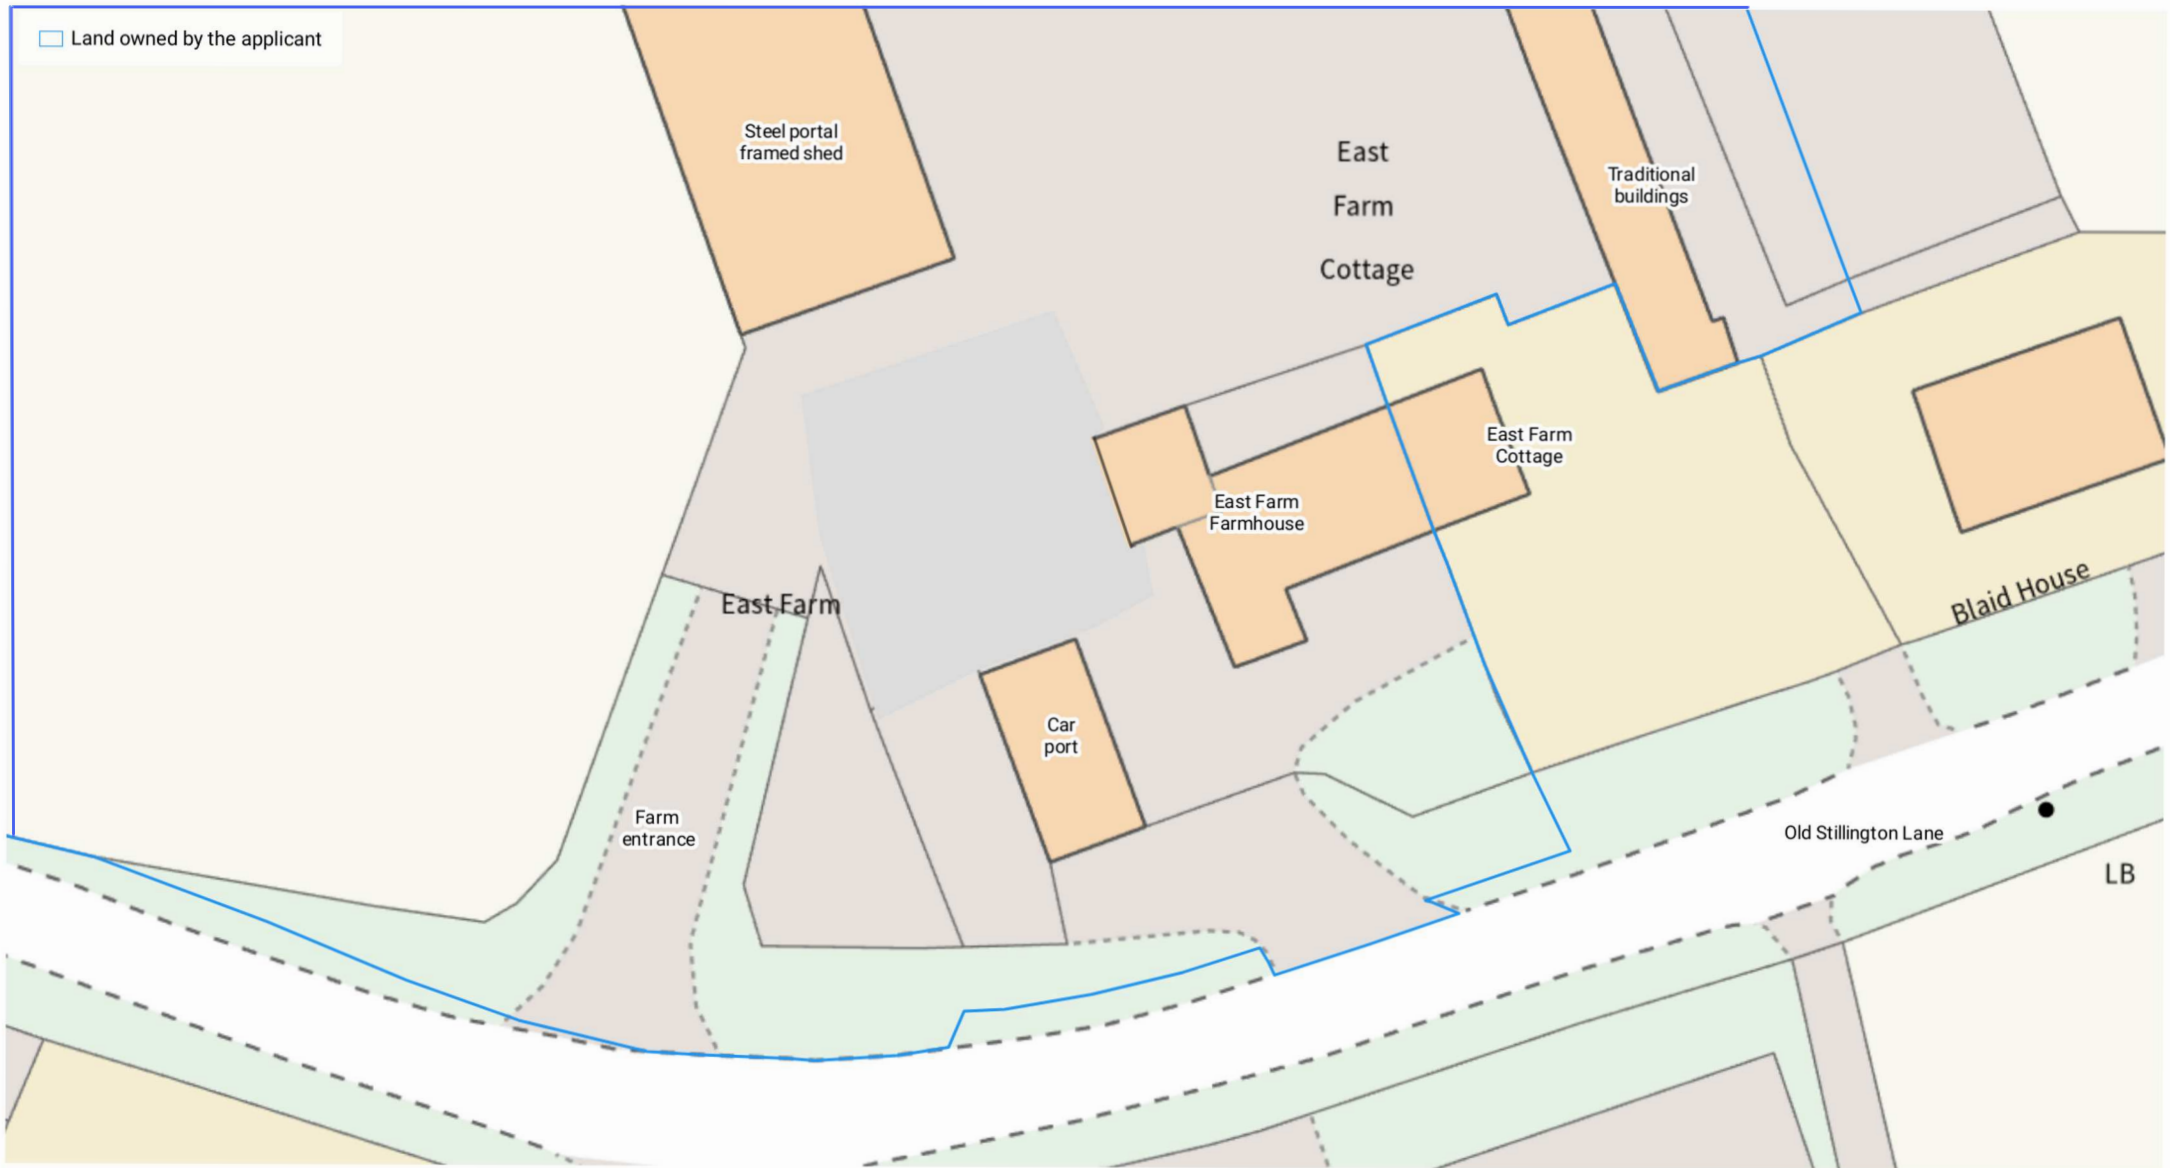 Land owned by the applicant
Steel portal
framed shed
East
Farm
Cottage
Traditional
buildings
East Farm
Cottage
East Farm
Farmhouse
East Farm
Blaid House
Car
port
Farm
entrance
Old Stillington Lane
LB